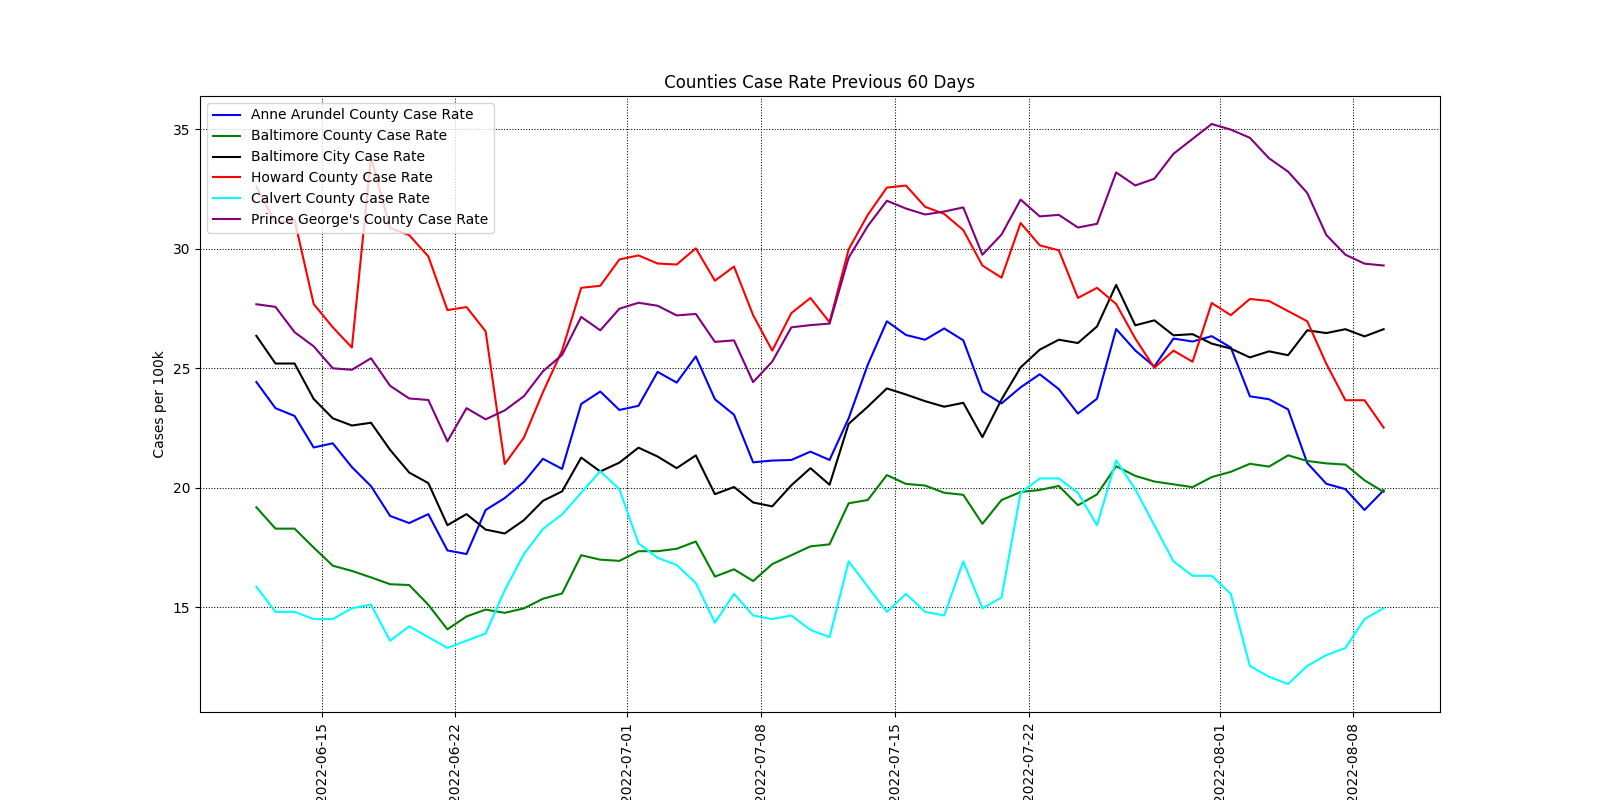 Counties Case Rate Previous 60 Days
Anne Arundel County Case Rate
Baltimore County Case Rate
Baltimore City Case Rate
Howard County Case Rate
Calvert County Case Rate
Prince George's County Case Rate
Cases per 100k
35
30
25
20
15
2022-06-15
2022-06-22
2022-07-01
2022-07-08
2022-07-15
2022-07-22
2022-08-01
2022-08-08